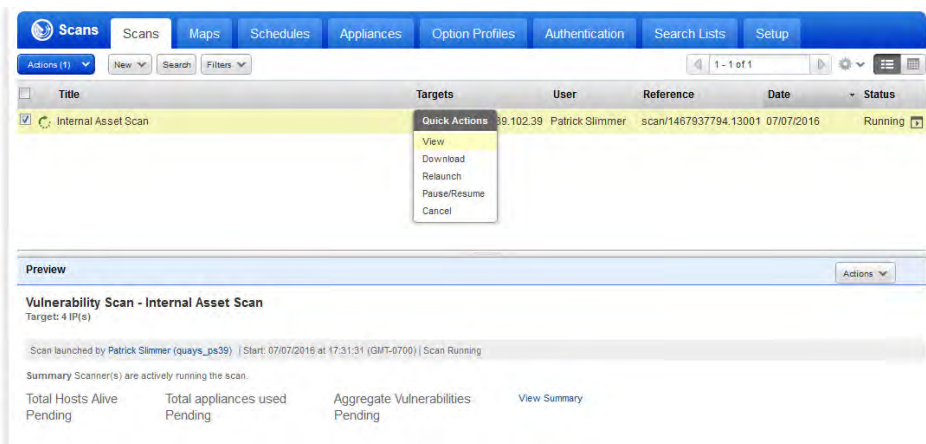 Scans
Scans Maps Schedules Appliances Option Profiles Authentication Search Lists Setup
Actions (1) New Search Filters 1 - 1 of 1
Title Targets User Reference Date Status
Internal Asset Scan 39.102.39 Patrick Slimmer scan/1467937794.13001 07/07/2016 Running
Quick Actions
View
Download
Relaunch
Pause/Resume
Cancel
Preview Actions
Vulnerability Scan - Internal Asset Scan
Target: 4 IP(s)
Scan launched by Patrick Slimmer (quays_ps39) | Start: 07/07/2016 at 17:31:31 (GMT-0700) | Scan Running
Summary Scanner(s) are actively running the scan.
Total Hosts Alive Total appliances used Aggregate Vulnerabilities View Summary
Pending Pending Pending